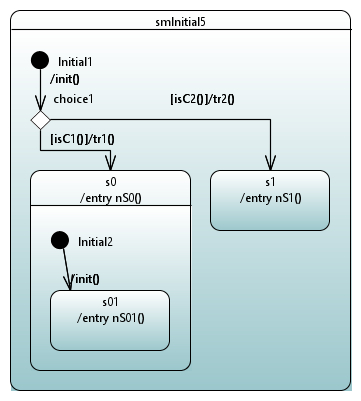 smInitial5
Initial1
/init()
choice1
[isC2()]/tr2()
[isC1()]/tr1()
s0
/entry nS0()
s1
/entry nS1()
Initial2
/init()
s01
/entry nS01()